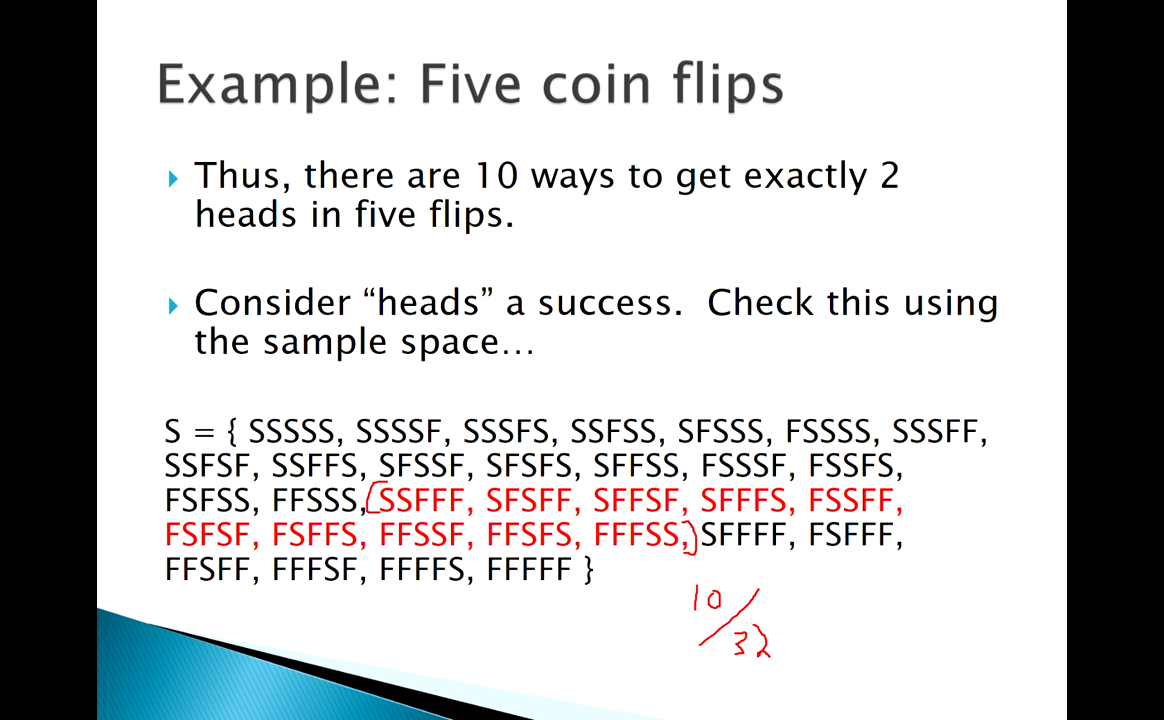 Example: Five coin flips
Thus, there are 10 ways to get exactly 2
heads in five flips.
Consider “heads” a success.  Check this using
the sample space…
S = { SSSSS, SSSSF, SSSFS, SSFSS, SFSSS, FSSSS, SSSFF,
SSFSF, SSFFS, SFSSF, SFSFS, SFFSS, FSSSF, FSSFS,
FSFSS, FFSSS, SSFFF, SFSFF, SFFSF, SFFFS, FSSFF,
FSFSF, FSFFS, FFSSF, FFSFS, FFFSS, SFFFF, FSFFF,
FFSFF, FFFSF, FFFFS, FFFFF }
10/32